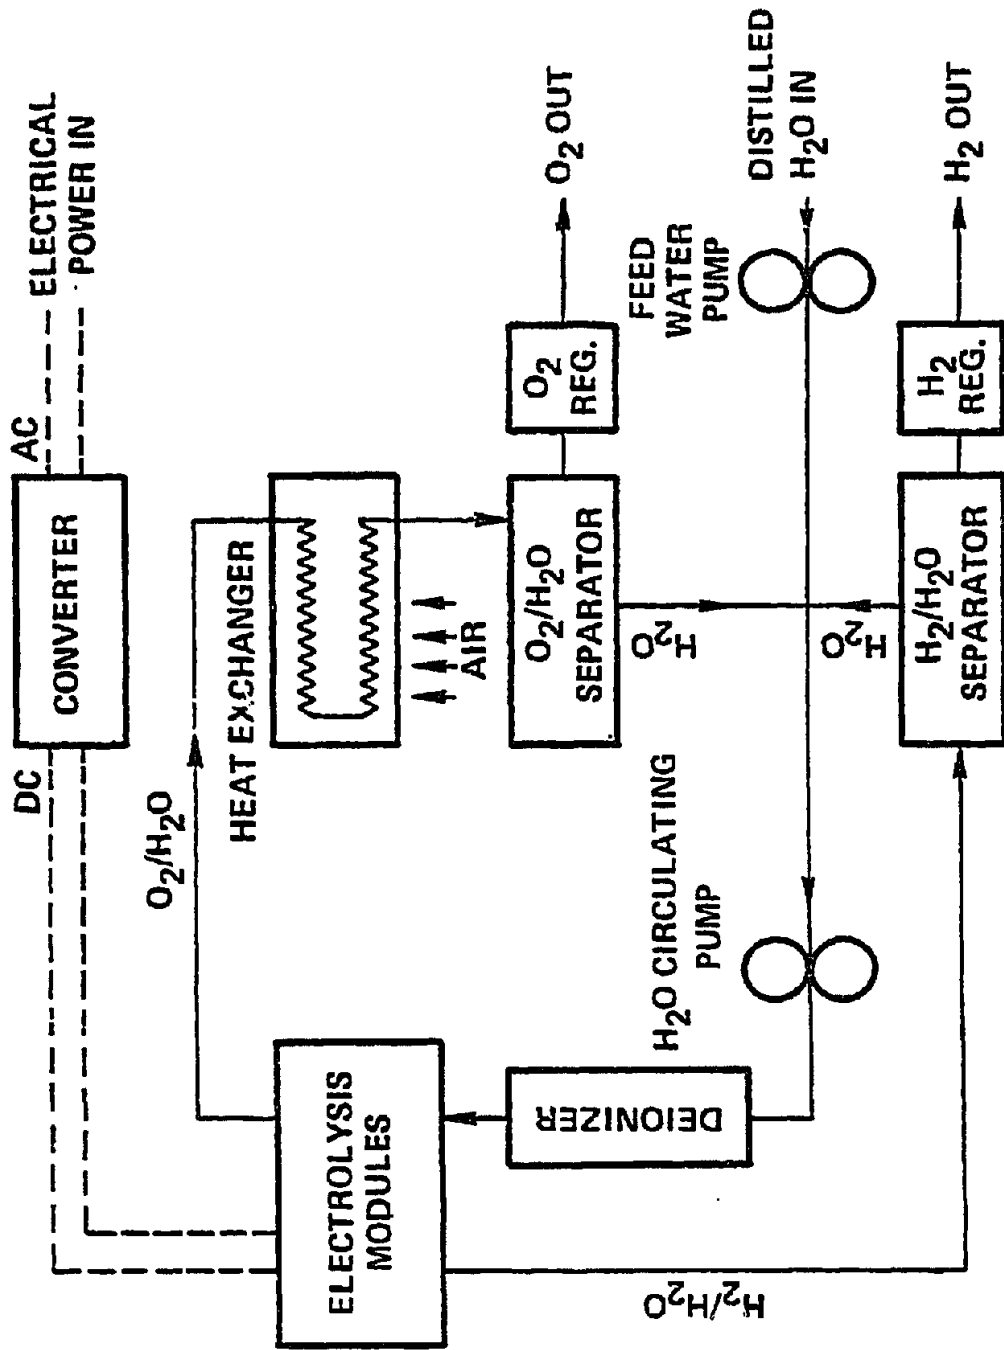 DC
CONVERTER
AC
ELECTRICAL
POWER IN
O2/H2O
HEAT EXCHANGER
AIR
ELECTROLYSIS
MODULES
O2/H2O
SEPARATOR
O2
REG.
O2 OUT
DEIONIZER
H2O
H2O CIRCULATING
PUMP
FEED
WATER
PUMP
DISTILLED
H2O IN
H2O
H2/H2O
H2/H2O
SEPARATOR
H2
REG.
H2 OUT